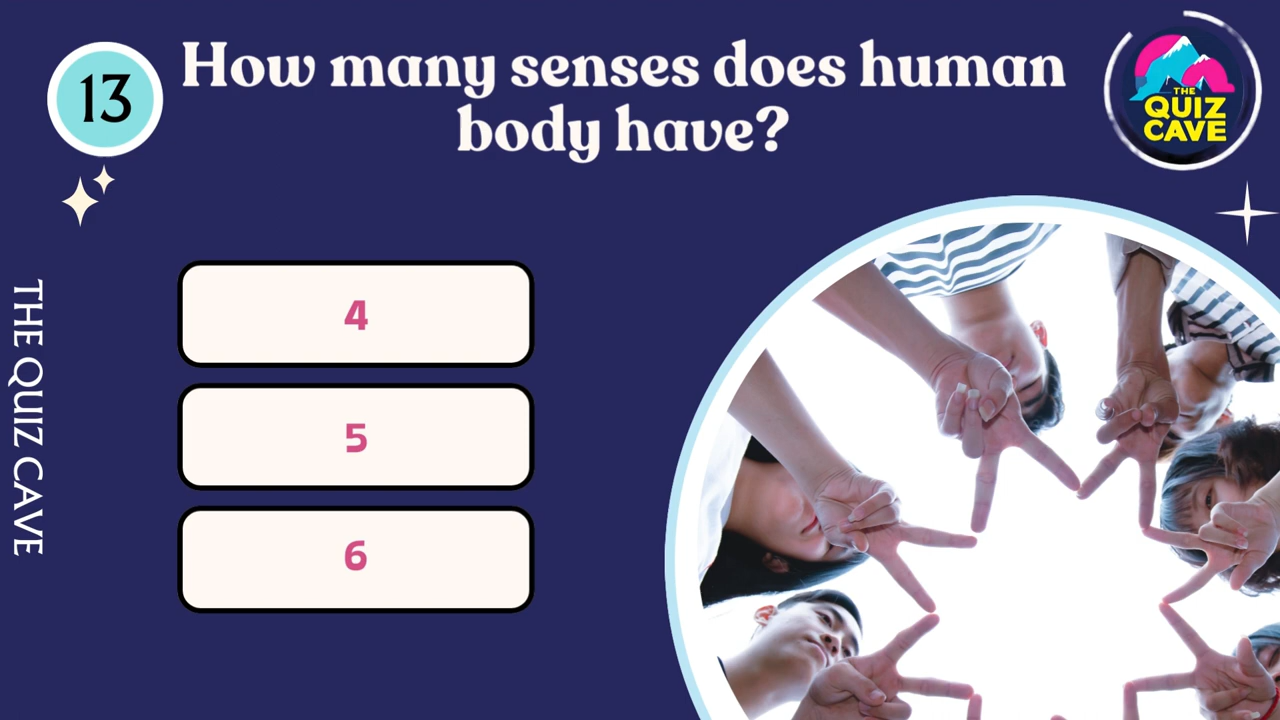 13
How many senses does human
body have?
THE
QUIZ
CAVE
4
5
6
THE QUIZ CAVE